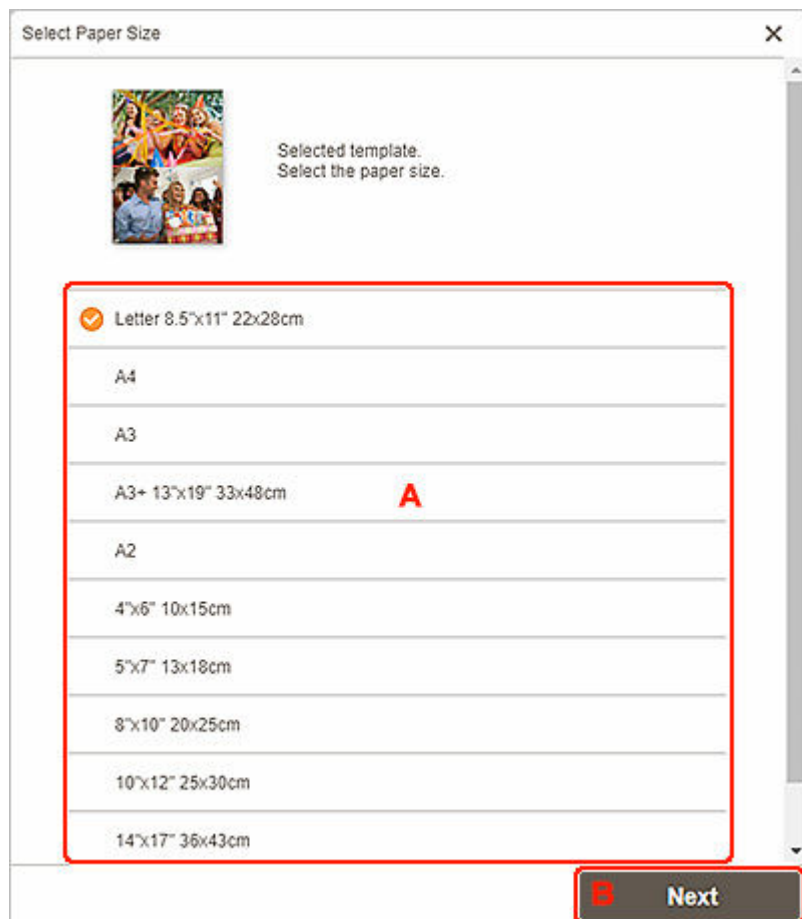 Select Paper Size
Selected template.
Select the paper size.
Letter 8.5"x11" 22x28cm
A4
A3
A3+ 13"x19" 33x48cm
A
A2
4"x6" 10x15cm
5"x7" 13x18cm
8"x10" 20x25cm
10"x12" 25x30cm
14"x17" 36x43cm
B Next